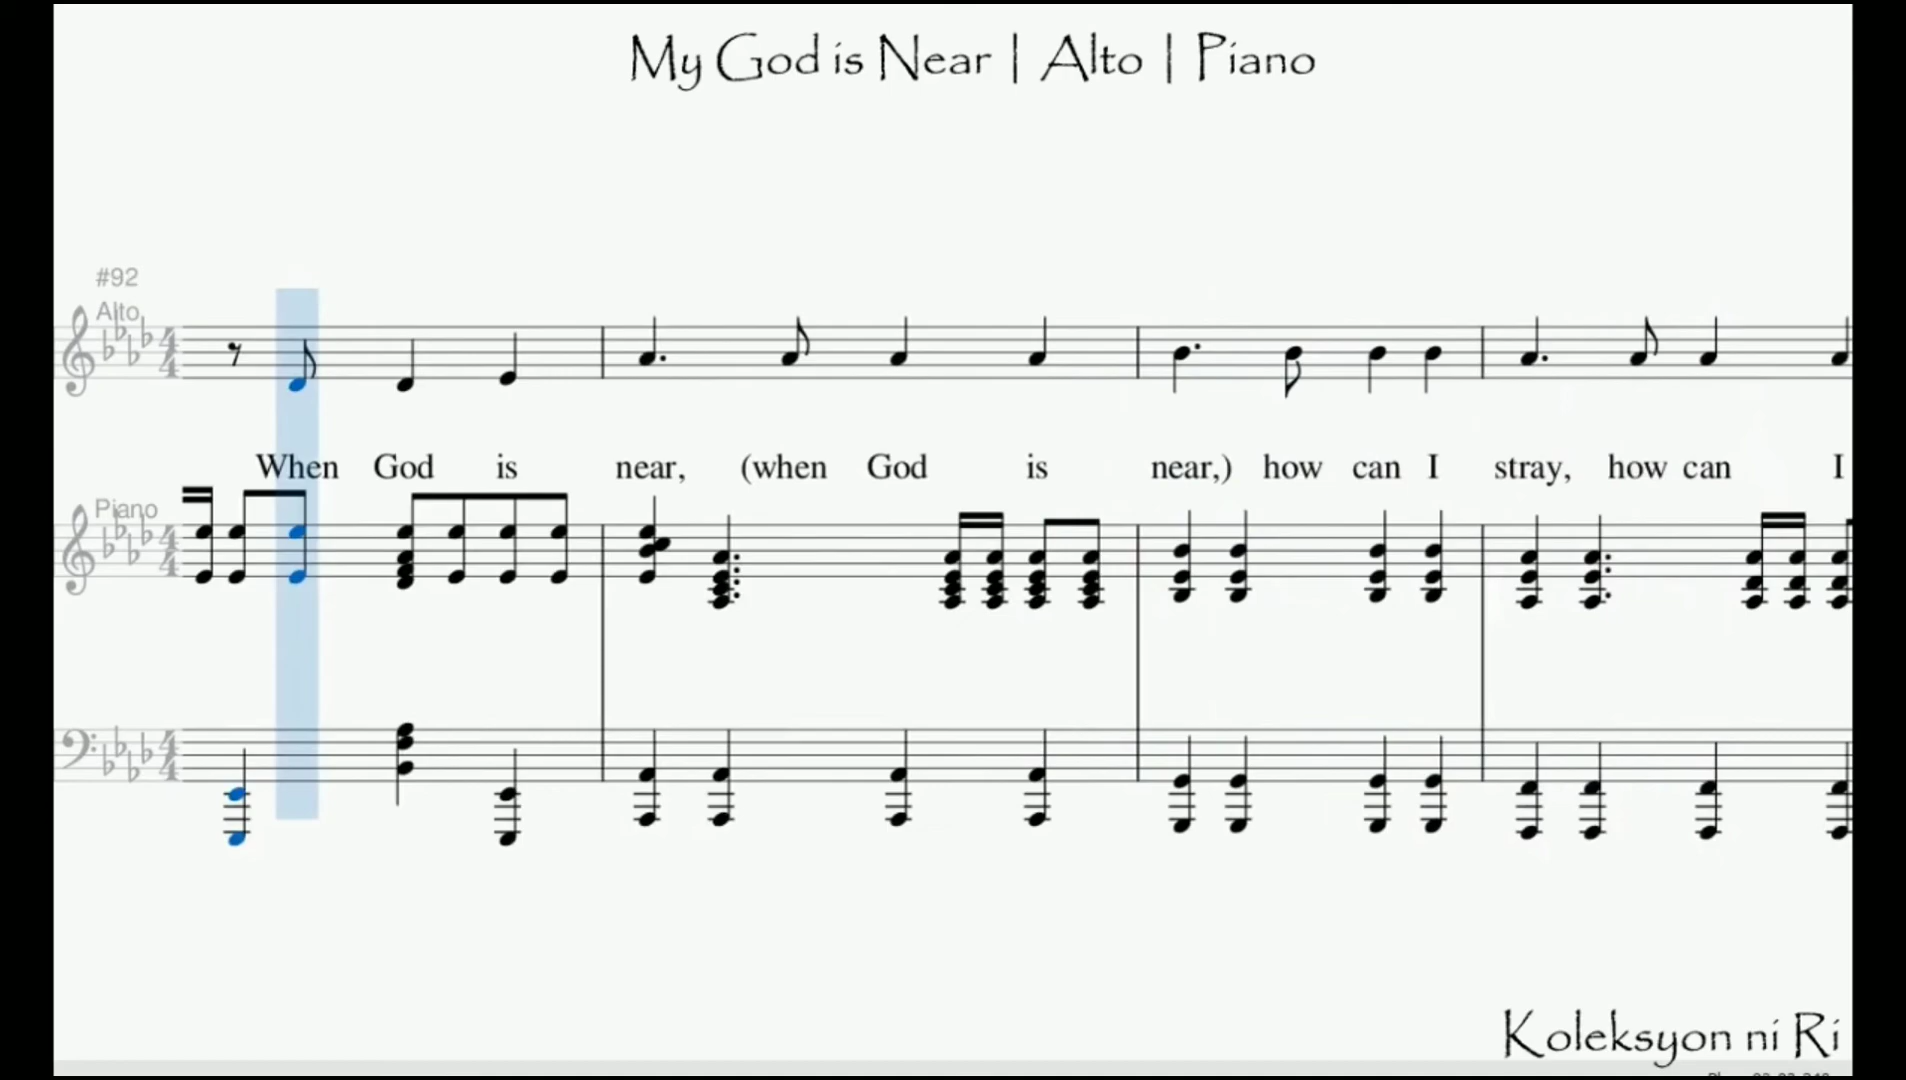 My God is Near | Alto | Piano
#92
Alto
When God is near, (when God is near,) how can I stray, how can I
Piano
Koleksyon ni Ri